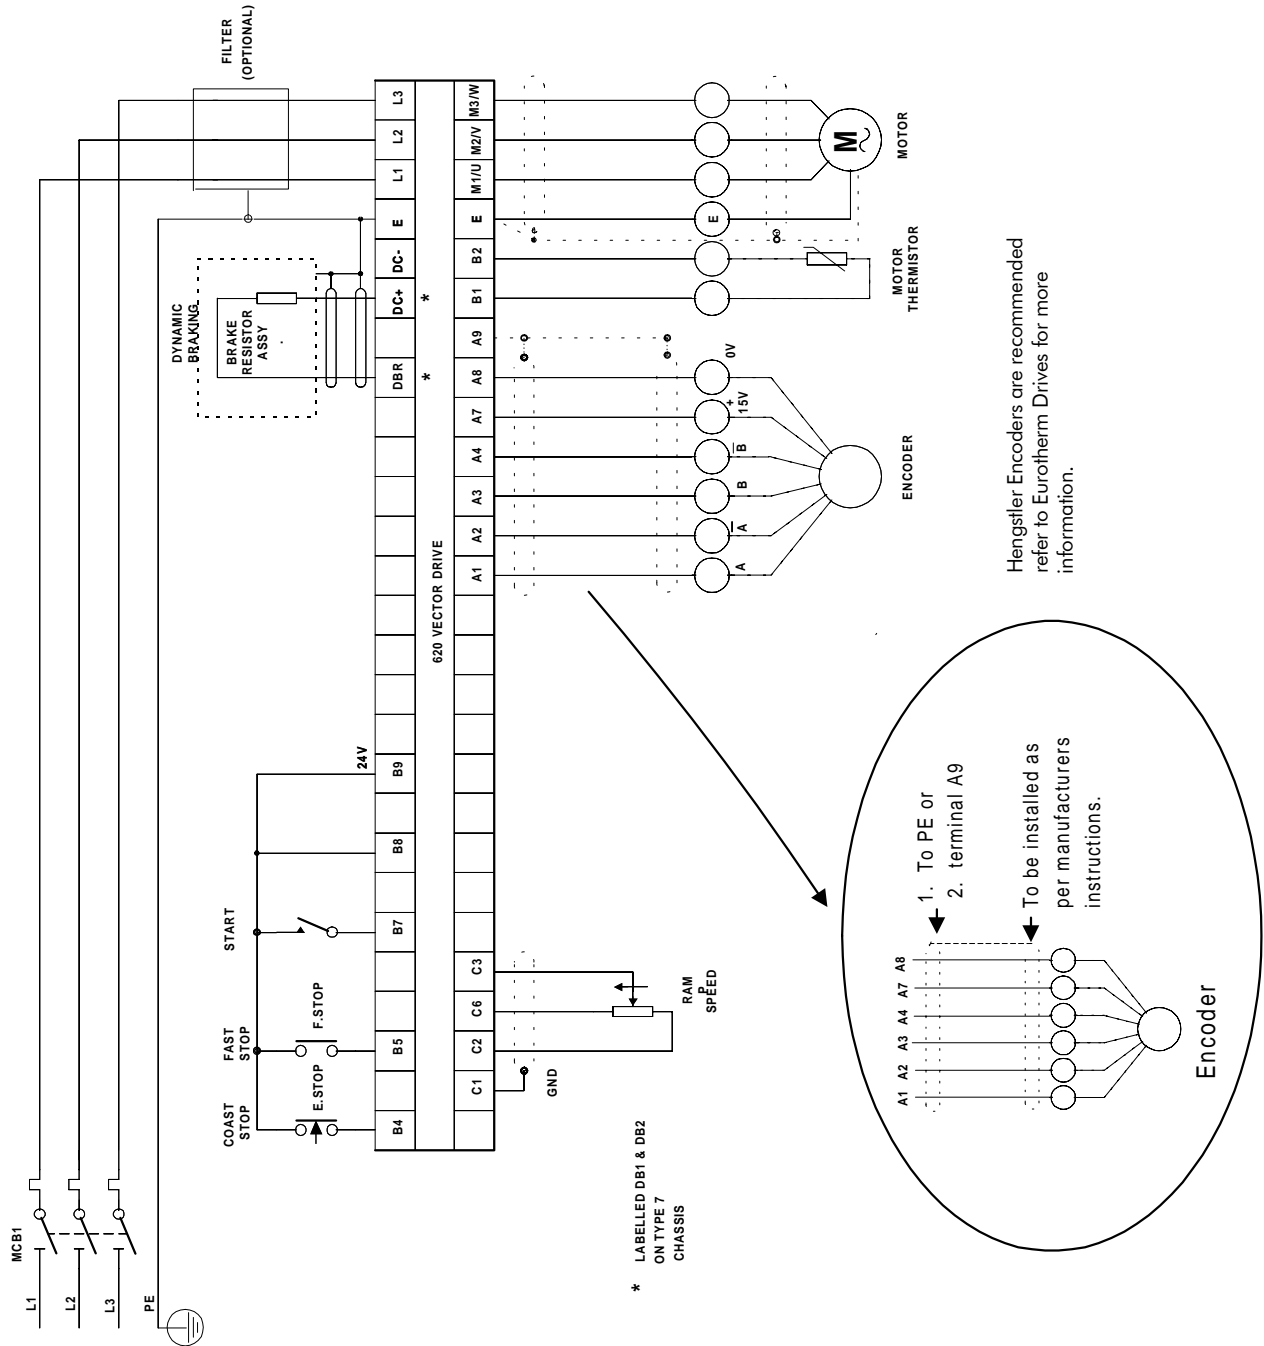 MCB1
L1
L2
L3
PE
FILTER
(OPTIONAL)
DYNAMIC
BRAKING
BRAKE
RESISTOR
ASSY
COAST
STOP
E.STOP
FAST
STOP
F.STOP
START
24V
B4
B5
B7
B8
B9
DBR
DC+
DC-
E
L1
L2
L3
*
*
620 VECTOR DRIVE
C1
C2
C6
C3
A1
A2
A3
A4
A7
A8
A9
B1
B2
E
M1/U
M2/V
M3/W
GND
RAM
P
SPEED
A
A
B
B
+
15V
0V
ENCODER
E
MOTOR
THERMISTOR
M
MOTOR
* LABELLED DB1 & DB2
ON TYPE 7
CHASSIS
Hengstler Encoders are recommended
refer to Eurotherm Drives for more
information.
A1
A2
A3
A4
A7
A8
1. To PE or
2. terminal A9
To be installed as
per manufacturers
instructions.
Encoder